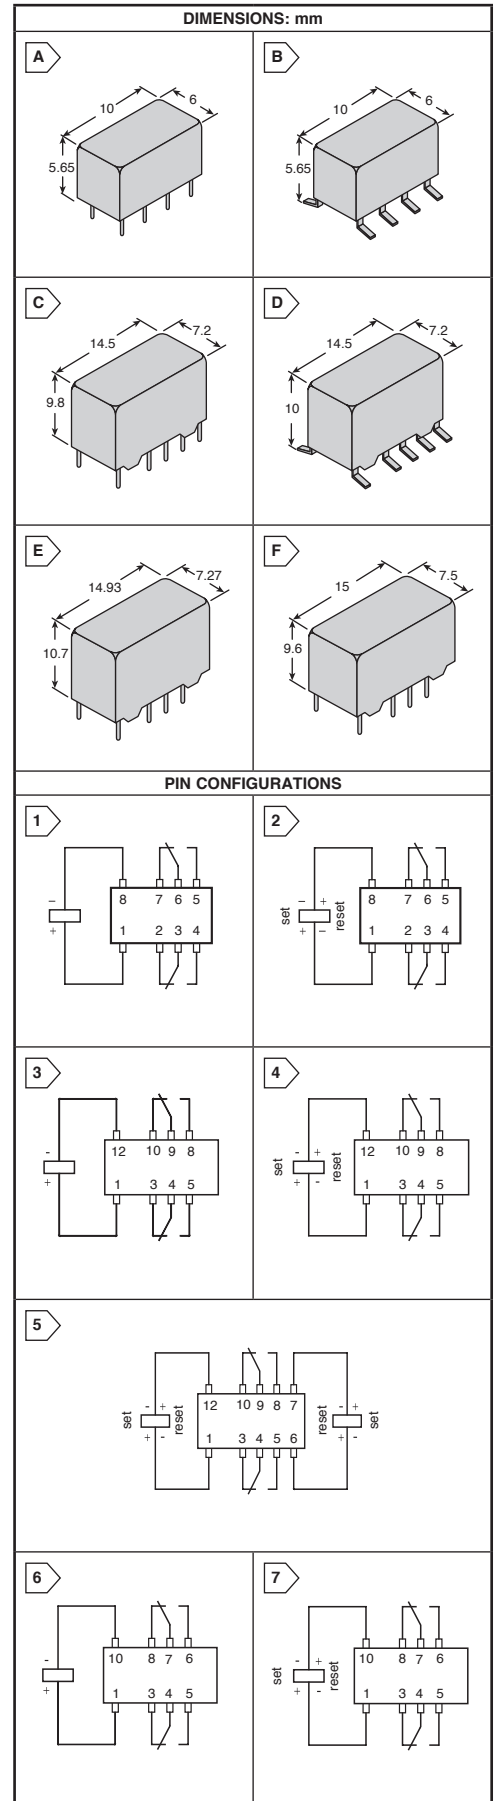 DIMENSIONS: mm
A
B
10
6
5.65
10
6
5.65
C
D
14.5
7.2
9.8
14.5
7.2
10
E
F
14.93
7.27
10.7
15
7.5
9.6
PIN CONFIGURATIONS
1
2
–
+
8 7 6 5
1 2 3 4
set
– +
+ –
reset
8 7 6 5
1 2 3 4
3
4
-
+
12 10 9 8
1 3 4 5
set
- +
+ -
reset
12 10 9 8
1 3 4 5
5
set
- +
+ -
reset
12 10 9 8 7
1 3 4 5 6
reset
- +
+ -
set
6
7
-
+
10 8 7 6
1 3 4 5
set
- +
+ -
reset
10 8 7 6
1 3 4 5